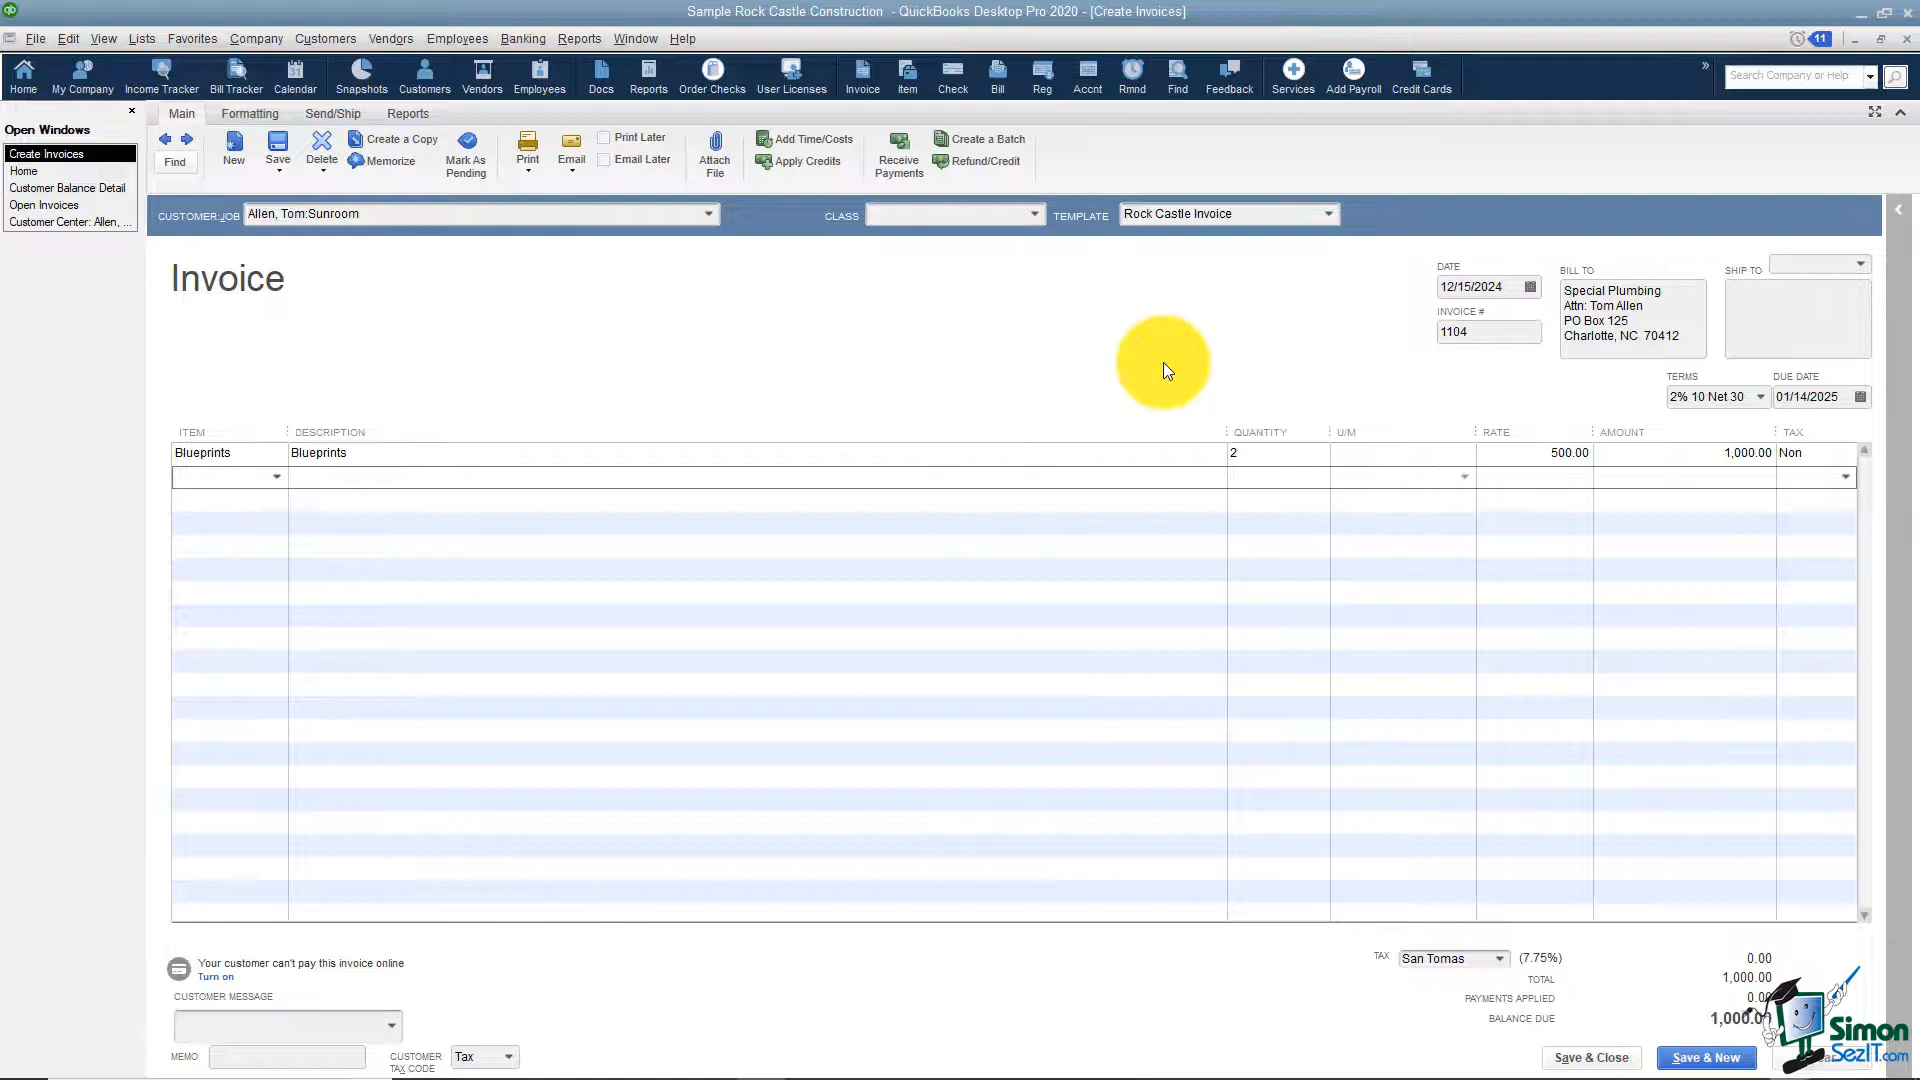 Sample Rock Castle Construction - QuickBooks Desktop Pro 2020 - [Create Invoices]
File Edit View Lists Favorites Company Customers Vendors Employees Banking Reports Window Help
11
Home My Company Income Tracker Bill Tracker Calendar Snapshots Customers Vendors Employees Docs Reports Order Checks User Licenses Invoice Item Check Bill Reg Accnt Rmnd Find Feedback Services Add Payroll Credit Cards
Search Company or Help
Open Windows
Create Invoices
Home
Customer Balance Detail
Open Invoices
Customer Center: Allen, ...
Main Formatting Send/Ship Reports
Find
New
Save
Delete
Create a Copy
Memorize
Mark As
Pending
Print
Email
Print Later
Email Later
Attach
File
Add Time/Costs
Apply Credits
Receive
Payments
Create a Batch
Refund/Credit
CUSTOMER:JOB Allen, Tom:Sunroom CLASS TEMPLATE Rock Castle Invoice
Invoice
DATE
12/15/2024
INVOICE #
1104
BILL TO
Special Plumbing
Attn: Tom Allen
PO Box 125
Charlotte, NC 70412
SHIP TO
TERMS DUE DATE
2% 10 Net 30 01/14/2025
ITEM DESCRIPTION QUANTITY U/M RATE AMOUNT TAX
Blueprints Blueprints 2 500.00 1,000.00 Non
Your customer can't pay this invoice online
Turn on
CUSTOMER MESSAGE
MEMO
CUSTOMER
TAX CODE
Tax
TAX San Tomas (7.75%) 0.00
TOTAL 1,000.00
PAYMENTS APPLIED
BALANCE DUE
Save & Close Save & New
Simon
SezIT.com